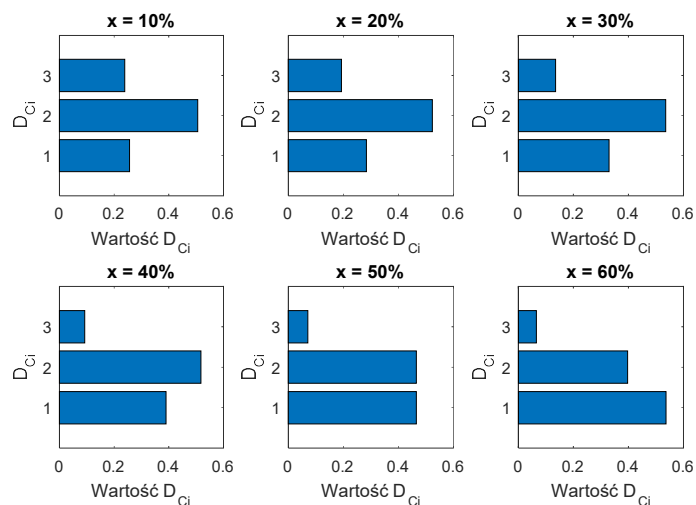 x = 10%
x = 20%
x = 30%
D_Ci
3
2
1
0 0.2 0.4 0.6
Wartość D_Ci
D_Ci
3
2
1
0 0.2 0.4 0.6
Wartość D_Ci
D_Ci
3
2
1
0 0.2 0.4 0.6
Wartość D_Ci
x = 40%
x = 50%
x = 60%
D_Ci
3
2
1
0 0.2 0.4 0.6
Wartość D_Ci
D_Ci
3
2
1
0 0.2 0.4 0.6
Wartość D_Ci
D_Ci
3
2
1
0 0.2 0.4 0.6
Wartość D_Ci